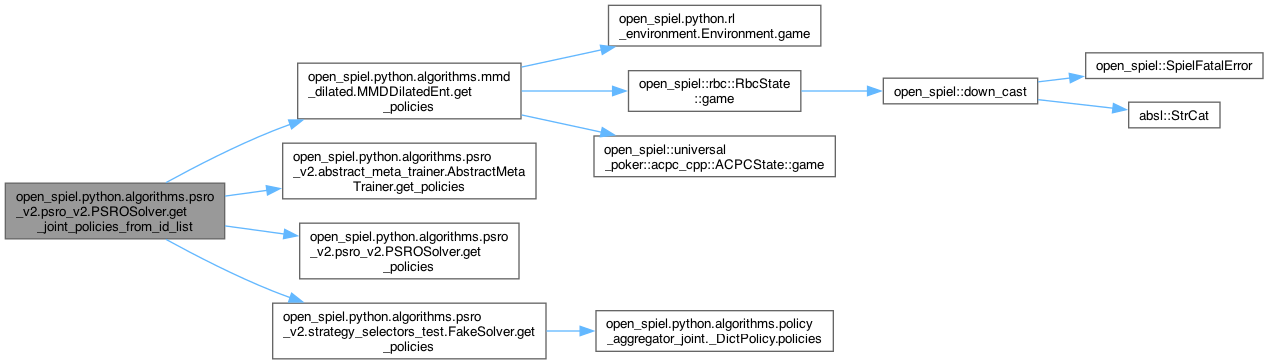 open_spiel.python.algorithms.psro
_v2.psro_v2.PSROSolver.get
_joint_policies_from_id_list
open_spiel.python.algorithms.mmd
_dilated.MMDDilatedEnt.get
_policies
open_spiel.python.rl
_environment.Environment.game
open_spiel::rbc::RbcState
::game
open_spiel::down_cast
open_spiel::SpielFatalError
absl::StrCat
open_spiel::universal
_poker::acpc_cpp::ACPCState::game
open_spiel.python.algorithms.psro
_v2.abstract_meta_trainer.AbstractMeta
Trainer.get_policies
open_spiel.python.algorithms.psro
_v2.psro_v2.PSROSolver.get
_policies
open_spiel.python.algorithms.psro
_v2.strategy_selectors_test.FakeSolver.get
_policies
open_spiel.python.algorithms.policy
_aggregator_joint._DictPolicy.policies